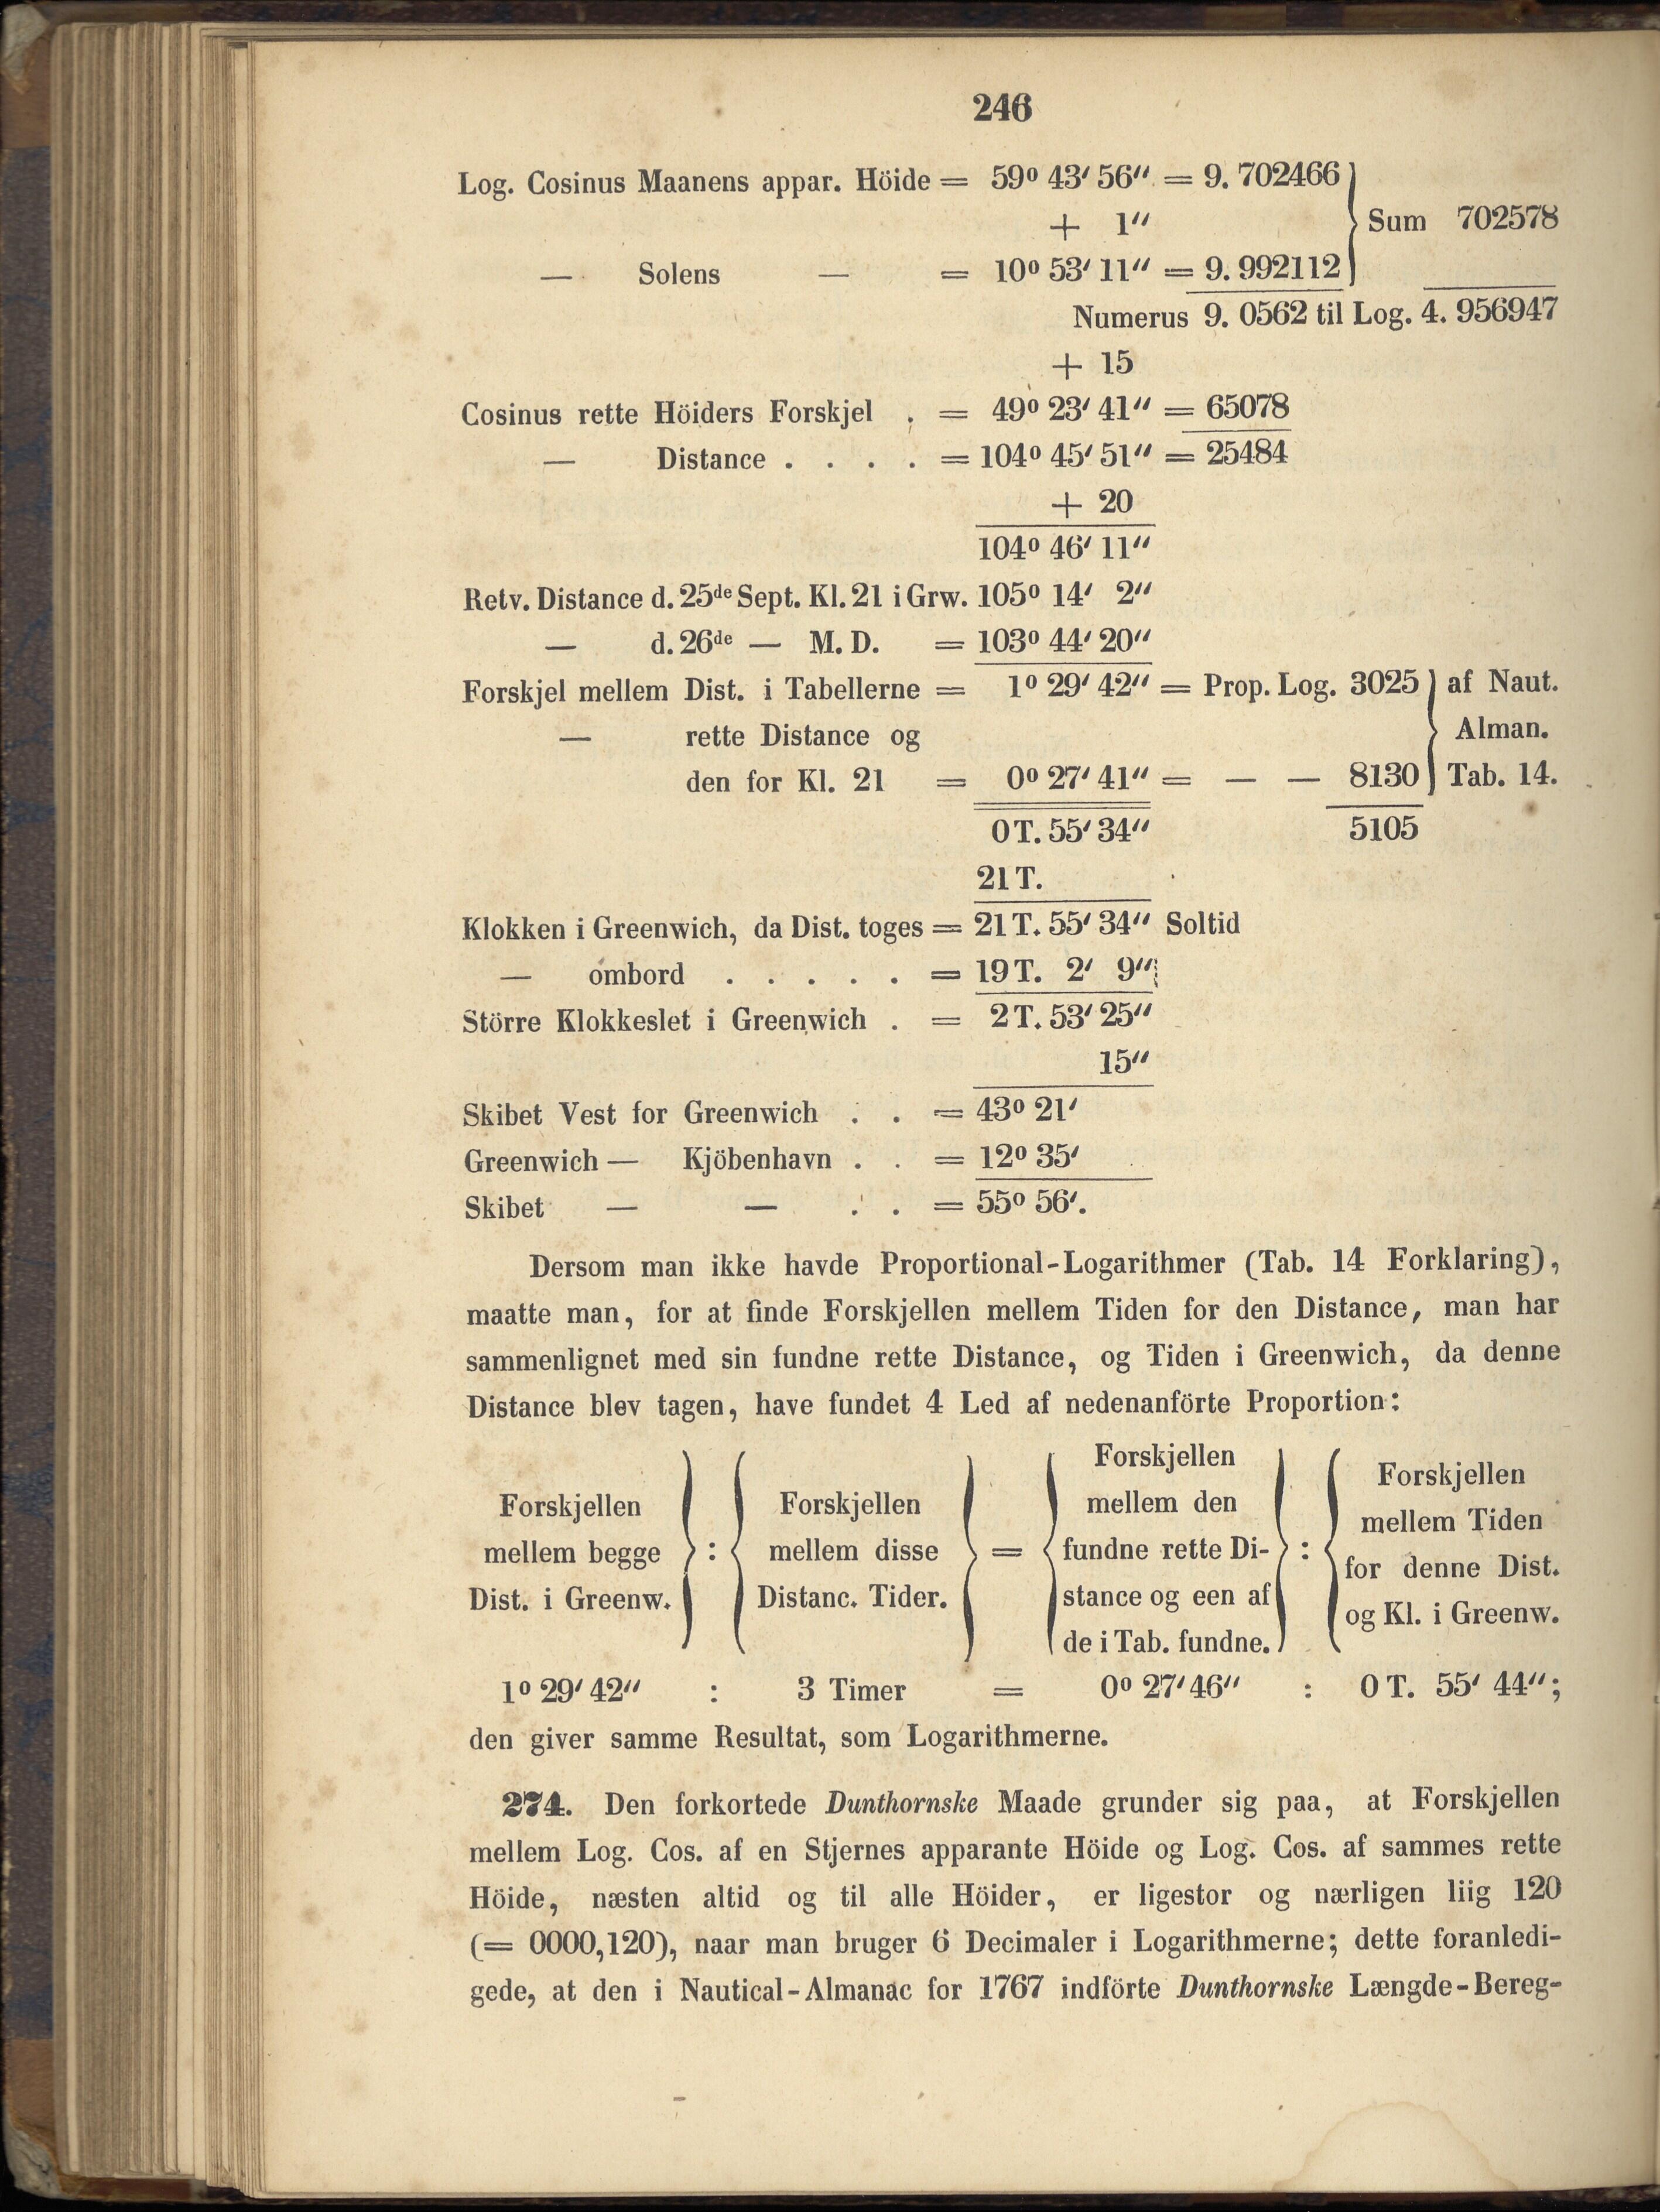 246
Log. Cosinus Maanens appar. Höide = 59° 43′ 56″ = 9. 702466
+ 1″ Sum 702578
— Solens — = 10° 53′ 11″ = 9. 992112
Numerus 9. 0562 til Log. 4. 956947
+ 15
Cosinus rette Höiders Forskjel . = 49° 23′ 41″ = 65078
— Distance . . . . = 104° 45′ 51″ = 25484
+ 20
104° 46′ 11″
Retv. Distance d. 25de Sept. Kl. 21 i Grw. 105° 14′ 2″
— d. 26de — M. D. = 103° 44′ 20″
Forskjel mellem Dist. i Tabellerne = 1° 29′ 42″ = Prop. Log. 3025 af Naut.
— rette Distance og Alman.
den for Kl. 21 = 0° 27′ 41″ = — — 8130 Tab. 14.
0 T. 55′ 34″ 5105
21 T.
Klokken i Greenwich, da Dist. toges = 21 T. 55′ 34″ Soltid
— ombord . . . . . = 19 T. 2′ 9″
Större Klokkeslet i Greenwich . = 2 T. 53′ 25″
15″
Skibet Vest for Greenwich . . = 43° 21′
Greenwich — Kjöbenhavn . . = 12° 35′
Skibet — — . . = 55° 56′.
Dersom man ikke havde Proportional-Logarithmer (Tab. 14 Forklaring),
maatte man, for at finde Forskjellen mellem Tiden for den Distance, man har
sammenlignet med sin fundne rette Distance, og Tiden i Greenwich, da denne
Distance blev tagen, have fundet 4 Led af nedenanförte Proportion:
Forskjellen
mellem begge
Dist. i Greenw.
:
Forskjellen
mellem disse
Distanc. Tider.
=
Forskjellen
mellem den
fundne rette Di-
stance og een af
de i Tab. fundne.
:
Forskjellen
mellem Tiden
for denne Dist.
og Kl. i Greenw.
1° 29′ 42″ : 3 Timer = 0° 27′ 46″ : 0 T. 55′ 44″;
den giver samme Resultat, som Logarithmerne.
274. Den forkortede Dunthornske Maade grunder sig paa, at Forskjellen
mellem Log. Cos. af en Stjernes apparante Höide og Log. Cos. af sammes rette
Höide, næsten altid og til alle Höider, er ligestor og nærligen liig 120
(= 0000,120), naar man bruger 6 Decimaler i Logarithmerne; dette foranledi-
gede, at den i Nautical-Almanac for 1767 indförte Dunthornske Længde-Bereg-